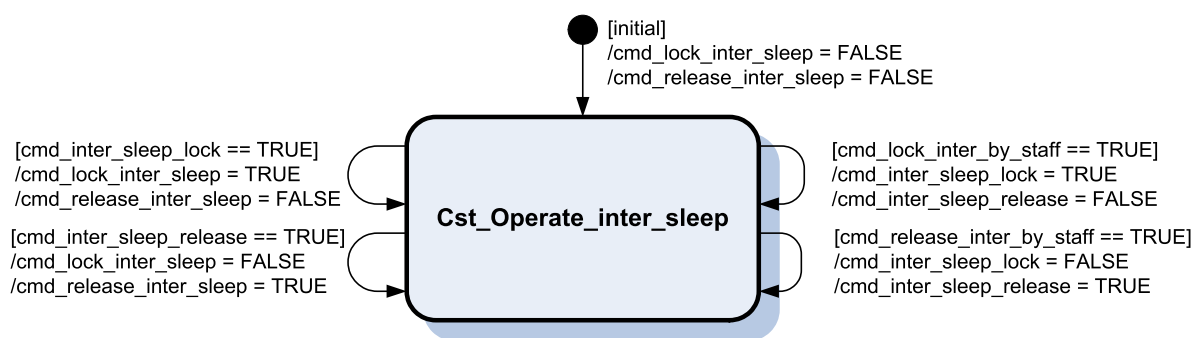 [initial]
/cmd_lock_inter_sleep = FALSE
/cmd_release_inter_sleep = FALSE
[cmd_inter_sleep_lock == TRUE]
/cmd_lock_inter_sleep = TRUE
/cmd_release_inter_sleep = FALSE
[cmd_inter_sleep_release == TRUE]
/cmd_lock_inter_sleep = FALSE
/cmd_release_inter_sleep = TRUE
Cst_Operate_inter_sleep
[cmd_lock_inter_by_staff == TRUE]
/cmd_inter_sleep_lock = TRUE
/cmd_inter_sleep_release = FALSE
[cmd_release_inter_by_staff == TRUE]
/cmd_inter_sleep_lock = FALSE
/cmd_inter_sleep_release = TRUE